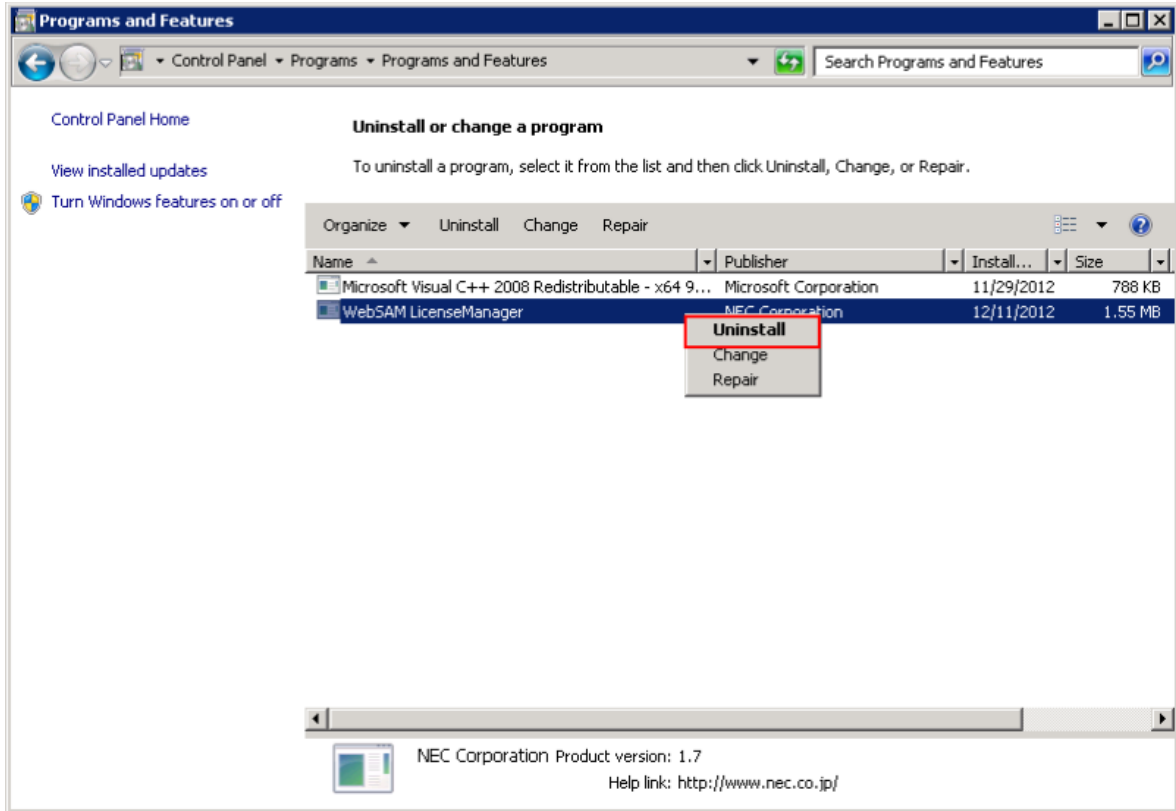 Programs and Features
Control Panel Programs Programs and Features Search Programs and Features
Control Panel Home
View installed updates
Turn Windows features on or off
Uninstall or change a program
To uninstall a program, select it from the list and then click Uninstall, Change, or Repair.
Organize Uninstall Change Repair
Name Publisher Install... Size
Microsoft Visual C++ 2008 Redistributable - x64 9... Microsoft Corporation 11/29/2012 788 KB
WebSAM LicenseManager NEC Corporation 12/11/2012 1.55 MB
Uninstall
Change
Repair
NEC Corporation Product version: 1.7
Help link: http://www.nec.co.jp/